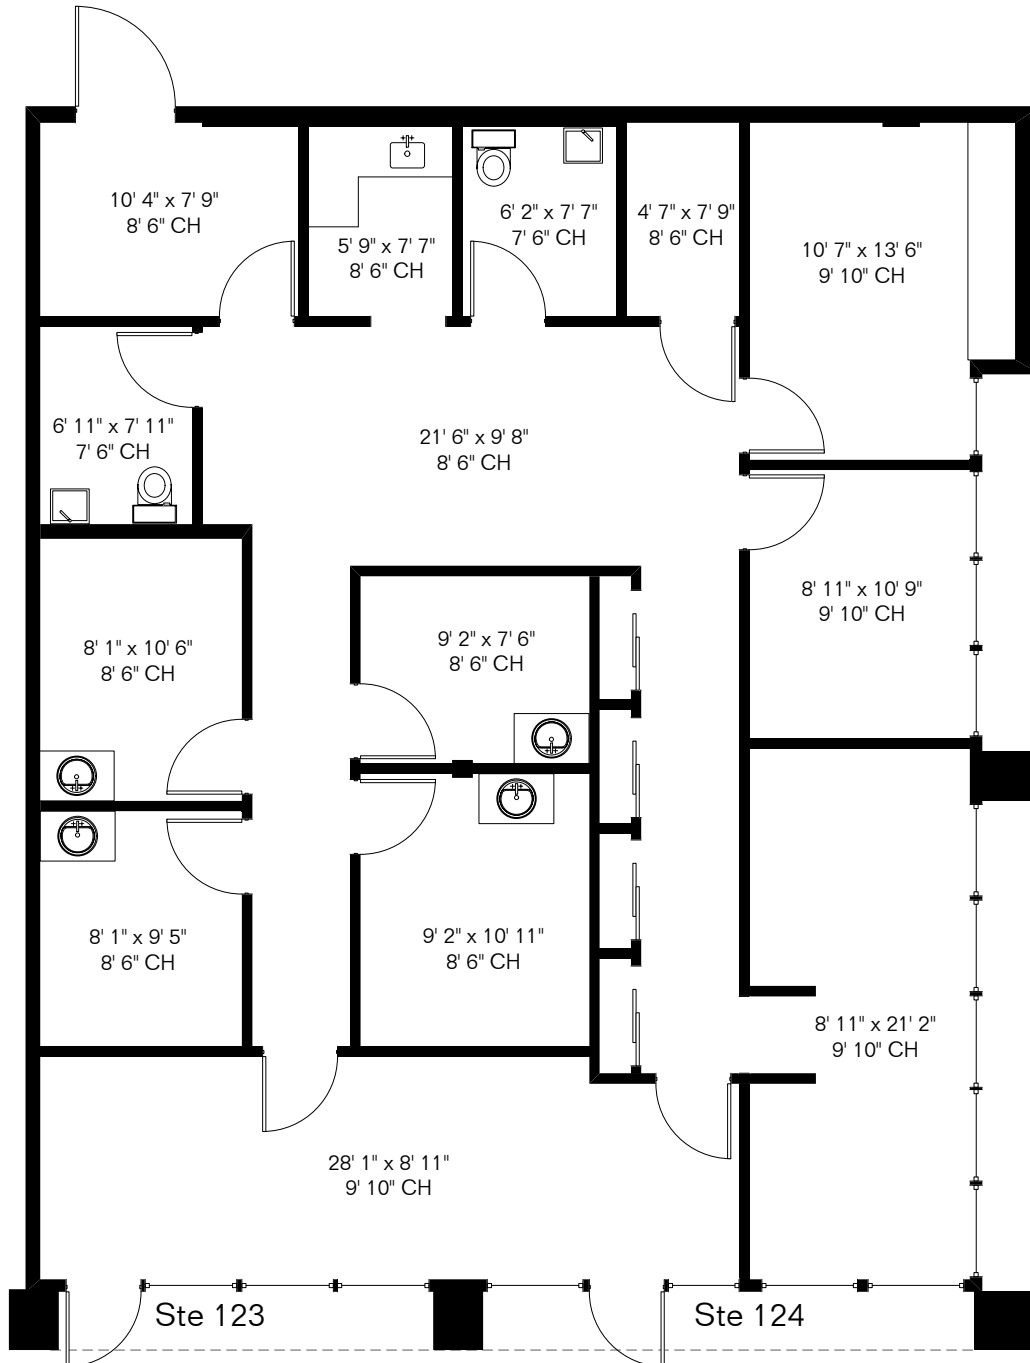 10' 4" x 7' 9"
8' 6" CH
5' 9" x 7' 7"
8' 6" CH
6' 2" x 7' 7"
7' 6" CH
4' 7" x 7' 9"
8' 6" CH
10' 7" x 13' 6"
9' 10" CH
6' 11" x 7' 11"
7' 6" CH
21' 6" x 9' 8"
8' 6" CH
8' 11" x 10' 9"
9' 10" CH
8' 1" x 10' 6"
8' 6" CH
9' 2" x 7' 6"
8' 6" CH
8' 1" x 9' 5"
8' 6" CH
9' 2" x 10' 11"
8' 6" CH
8' 11" x 21' 2"
9' 10" CH
28' 1" x 8' 11"
9' 10" CH
Ste 123
Ste 124